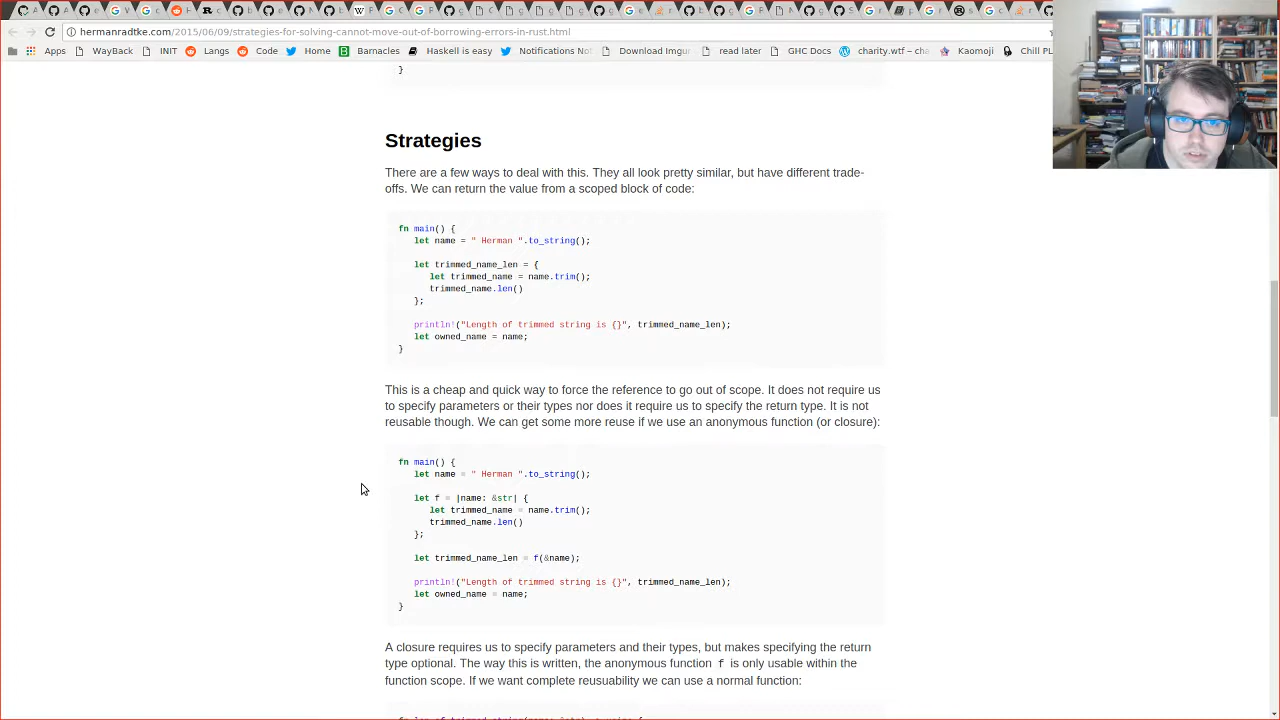 hermanradtke.com/2015/06/09/strategies-for-solving-cannot-move-out-of-borrowing-errors-in-rust.html
Apps WayBack INIT Langs Code Home Barnacles Haskell is easy Notifications Nov Download Imgur read later GHC Docs charity.wtf – cha Kaomoji Chill PL
}
Strategies
There are a few ways to deal with this. They all look pretty similar, but have different trade-
offs. We can return the value from a scoped block of code:
fn main() {
let name = " Herman ".to_string();
let trimmed_name_len = {
let trimmed_name = name.trim();
trimmed_name.len()
};
println!("Length of trimmed string is {}", trimmed_name_len);
let owned_name = name;
}
This is a cheap and quick way to force the reference to go out of scope. It does not require us
to specify parameters or their types nor does it require us to specify the return type. It is not
reusable though. We can get some more reuse if we use an anonymous function (or closure):
fn main() {
let name = " Herman ".to_string();
let f = |name: &str| {
let trimmed_name = name.trim();
trimmed_name.len()
};
let trimmed_name_len = f(&name);
println!("Length of trimmed string is {}", trimmed_name_len);
let owned_name = name;
}
A closure requires us to specify parameters and their types, but makes specifying the return
type optional. The way this is written, the anonymous function f is only usable within the
function scope. If we want complete reusuability we can use a normal function: